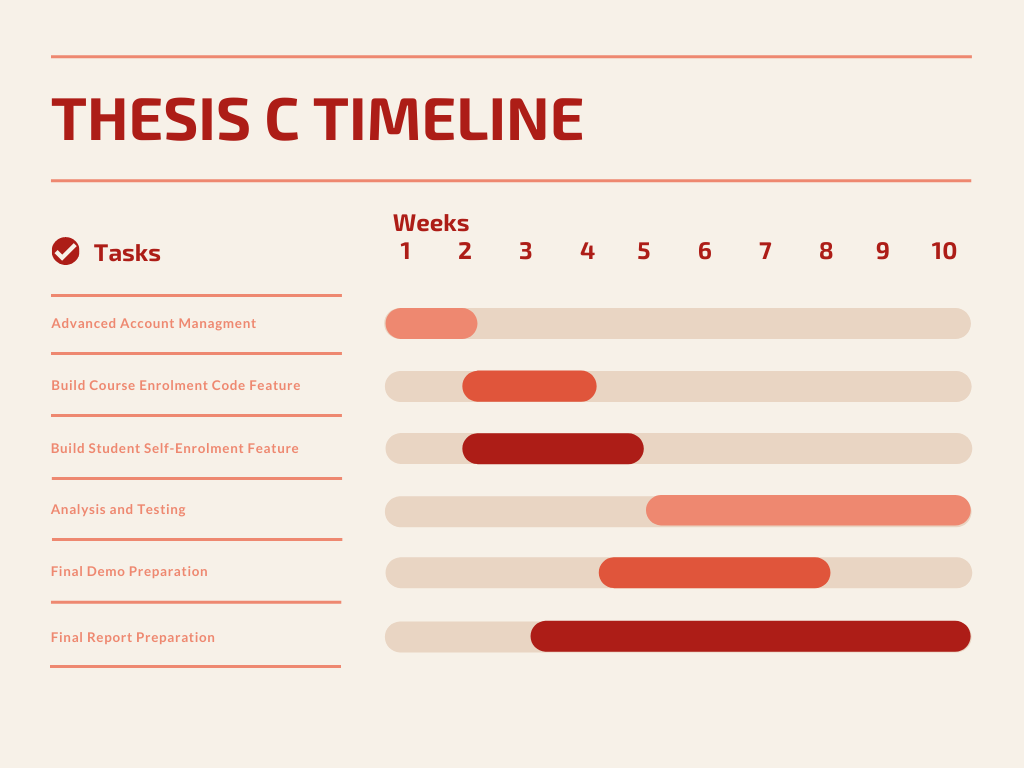 THESIS C TIMELINE
Weeks
Tasks
1 2 3 4 5 6 7 8 9 10
Advanced Account Managment
Build Course Enrolment Code Feature
Build Student Self-Enrolment Feature
Analysis and Testing
Final Demo Preparation
Final Report Preparation